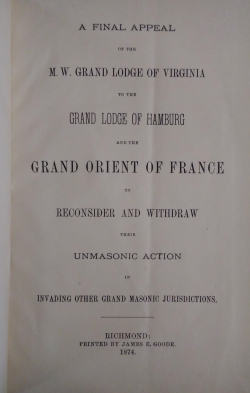 A FINAL APPEAL
OF THE
M. W. GRAND LODGE OF VIRGINIA
TO THE
GRAND LODGE OF HAMBURG
AND THE
GRAND ORIENT OF FRANCE
TO
RECONSIDER AND WITHDRAW
THEIR
UNMASONIC ACTION
IN
INVADING OTHER GRAND MASONIC JURISDICTIONS.
RICHMOND:
PRINTED BY JAMES E. GOODE.
1874.